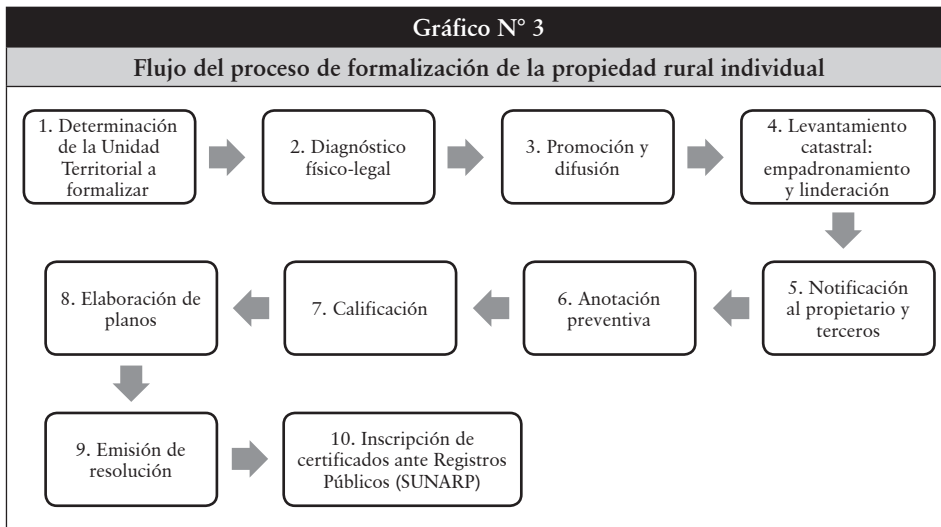 Gráfico N° 3
Flujo del proceso de formalización de la propiedad rural individual
1. Determinación
de la Unidad
Territorial a
formalizar
2. Diagnóstico
físico-legal
3. Promoción y
difusión
4. Levantamiento
catastral:
empadronamiento
y linderación
5. Notificación
al propietario y
terceros
6. Anotación
preventiva
7. Calificación
8. Elaboración de
planos
9. Emisión de
resolución
10. Inscripción de
certificados ante Registros
Públicos (SUNARP)